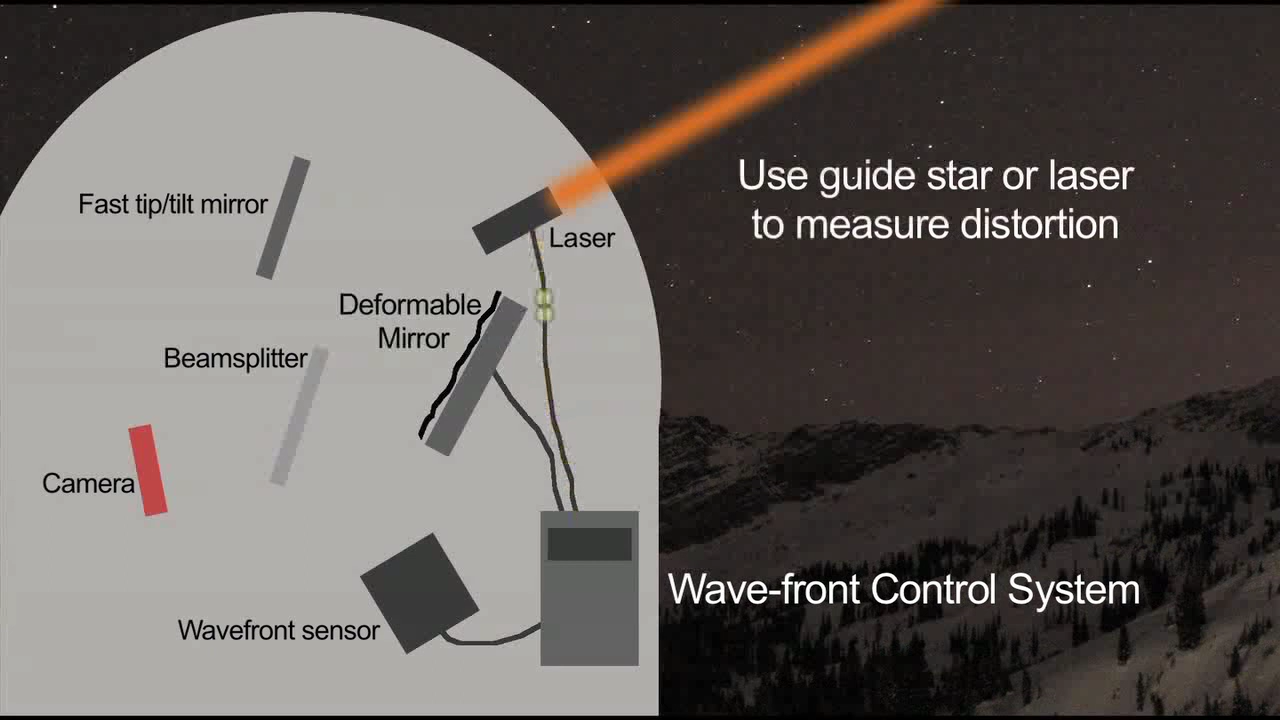 Use guide star or laser
to measure distortion
Fast tip/tilt mirror
Laser
Deformable
Mirror
Beamsplitter
Camera
Wave-front Control System
Wavefront sensor